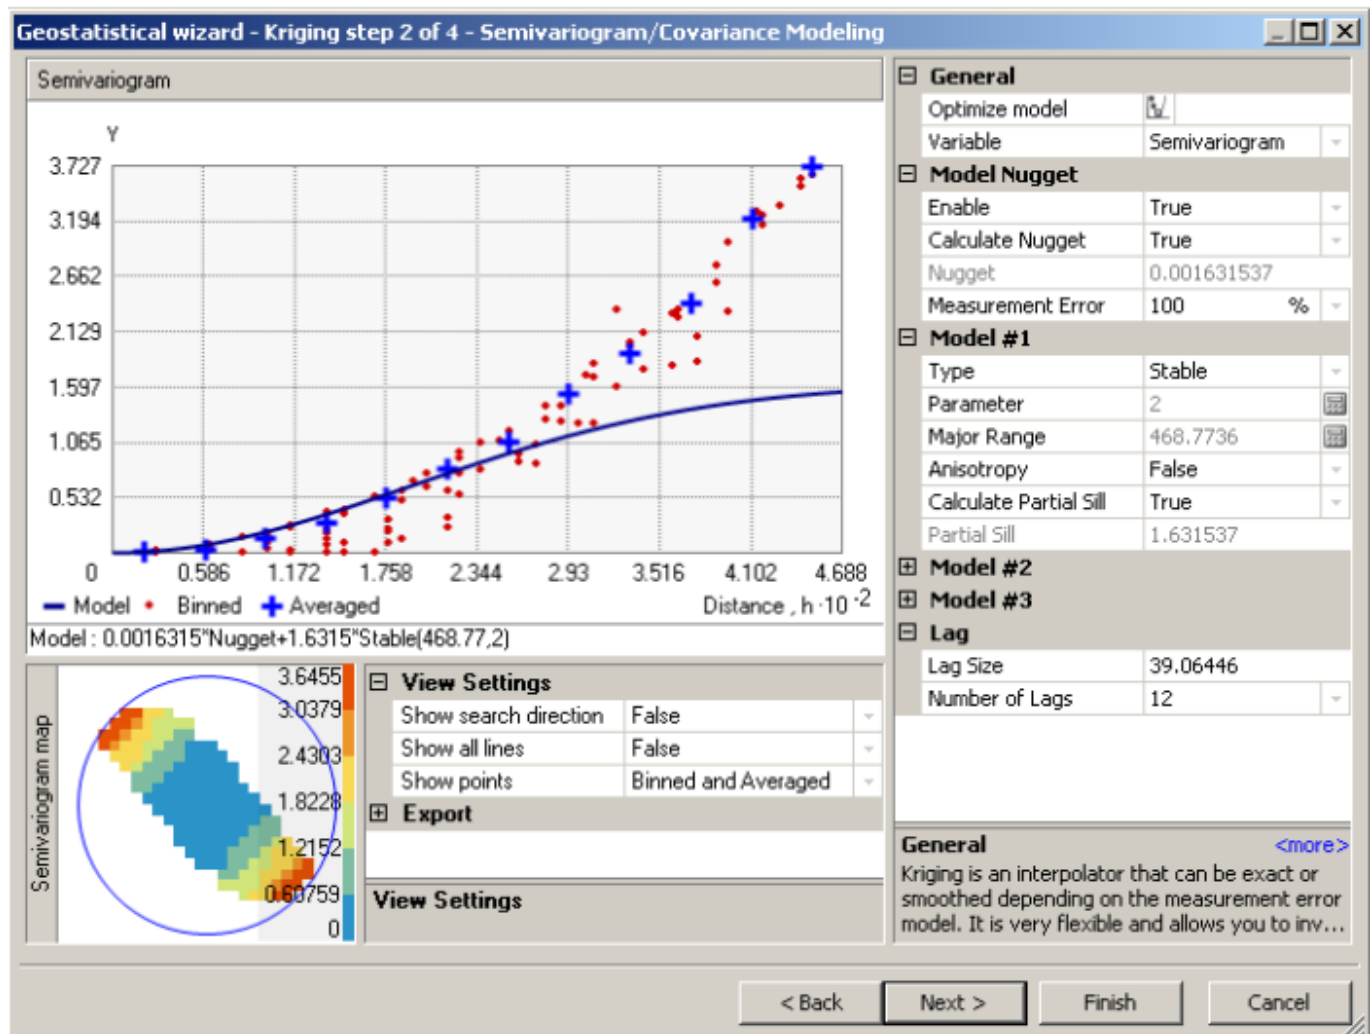 Geostatistical wizard - Kriging step 2 of 4 - Semivariogram/Covariance Modeling
Semivariogram
Y
3.727
3.194
2.662
2.129
1.597
1.065
0.532
0 0.586 1.172 1.758 2.344 2.93 3.516 4.102 4.688
Model Binned Averaged Distance , h ·10 -2
Model : 0.0016315*Nugget+1.6315*Stable(468.77,2)
Semivariogram map
3.6455
3.0379
2.4303
1.8228
1.2152
0.60759
0
View Settings
Show search direction False
Show all lines False
Show points Binned and Averaged
Export
View Settings
General
Optimize model
Variable Semivariogram
Model Nugget
Enable True
Calculate Nugget True
Nugget 0.001631537
Measurement Error 100 %
Model #1
Type Stable
Parameter 2
Major Range 468.7736
Anisotropy False
Calculate Partial Sill True
Partial Sill 1.631537
Model #2
Model #3
Lag
Lag Size 39.06446
Number of Lags 12
General <more>
Kriging is an interpolator that can be exact or
smoothed depending on the measurement error
model. It is very flexible and allows you to inv...
< Back Next > Finish Cancel